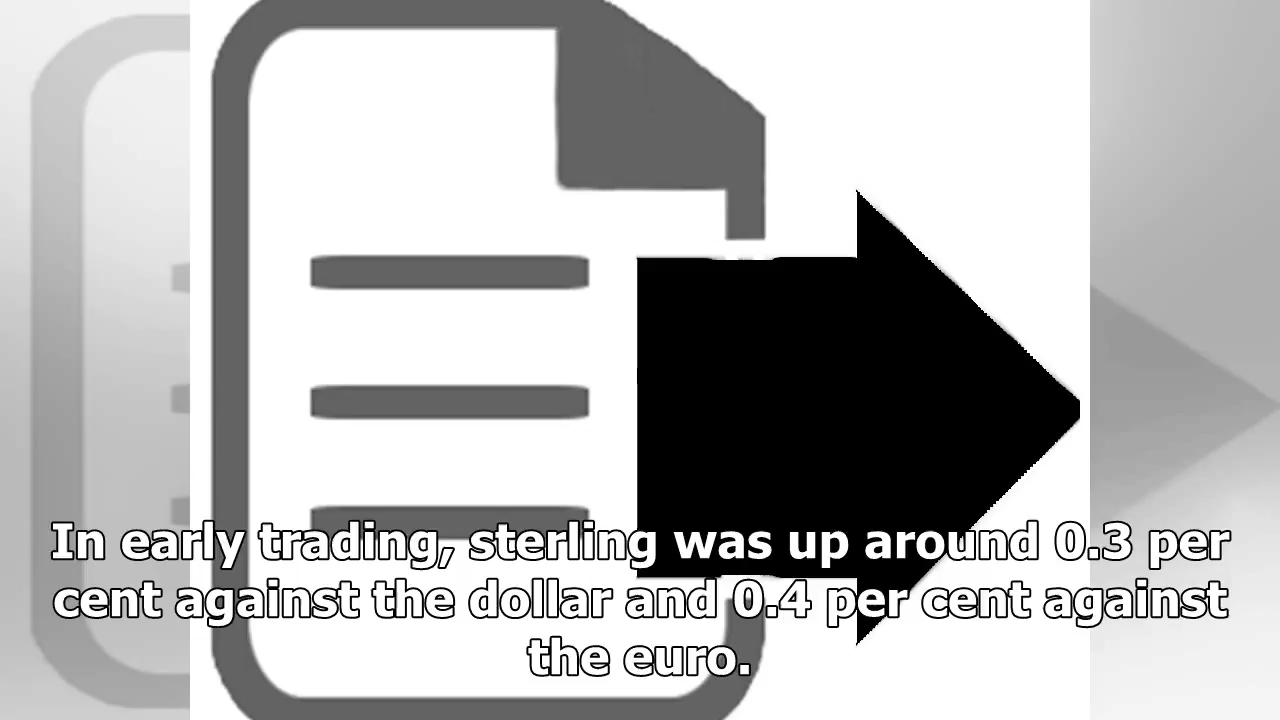 In early trading, sterling was up around 0.3 per
cent against the dollar and 0.4 per cent against
the euro.